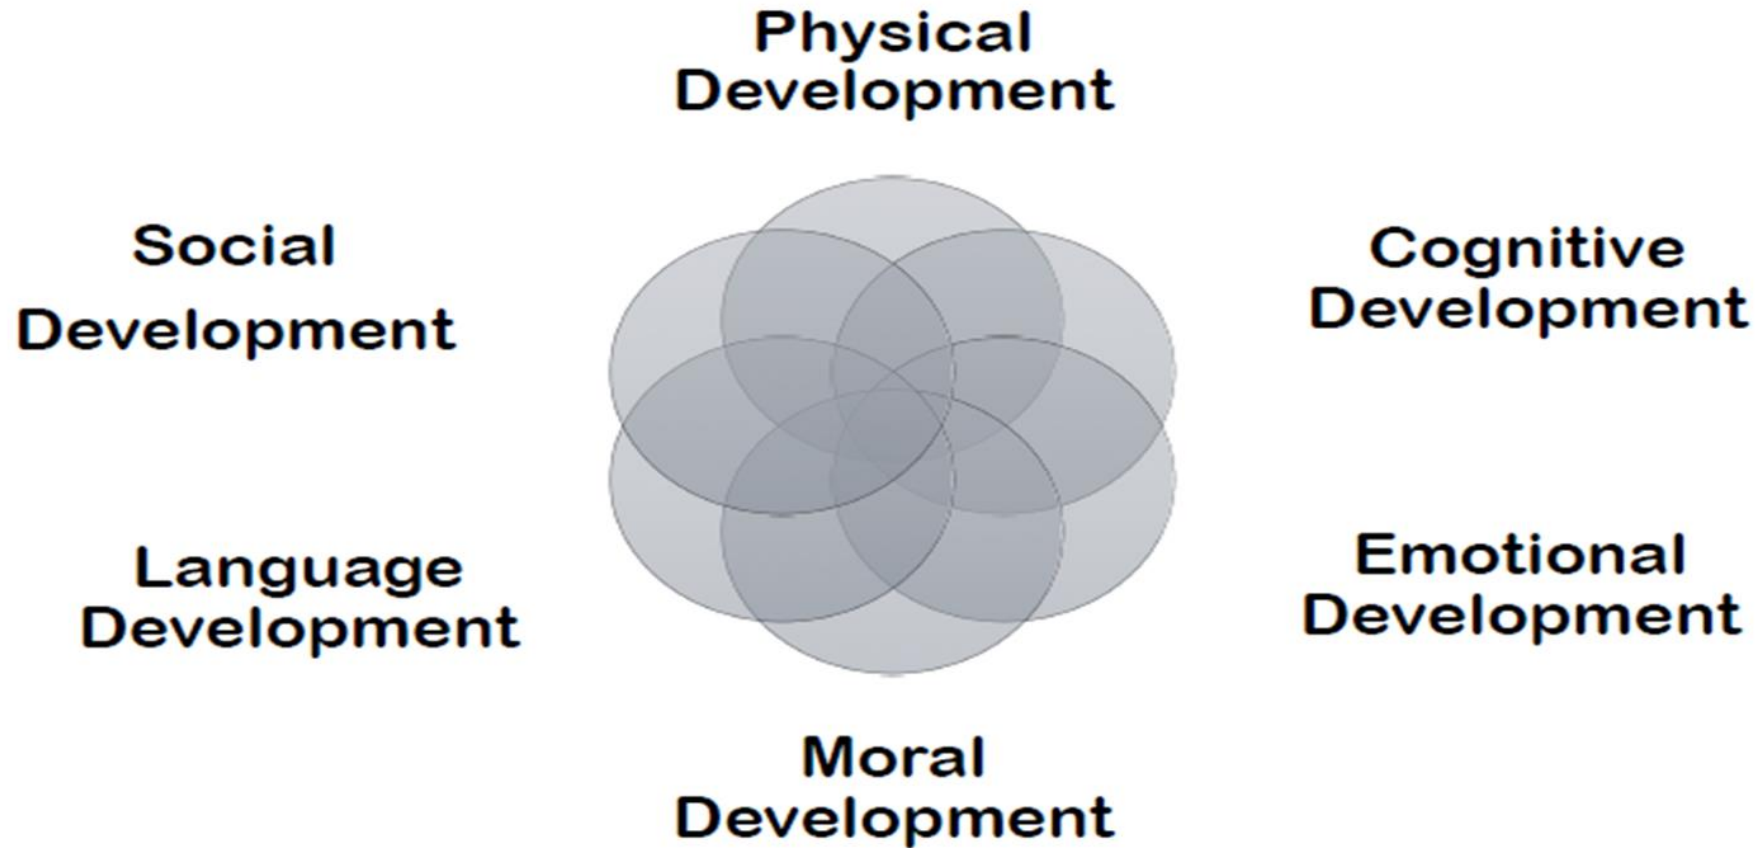 Physical
Development
Social
Development
Cognitive
Development
Language
Development
Emotional
Development
Moral
Development